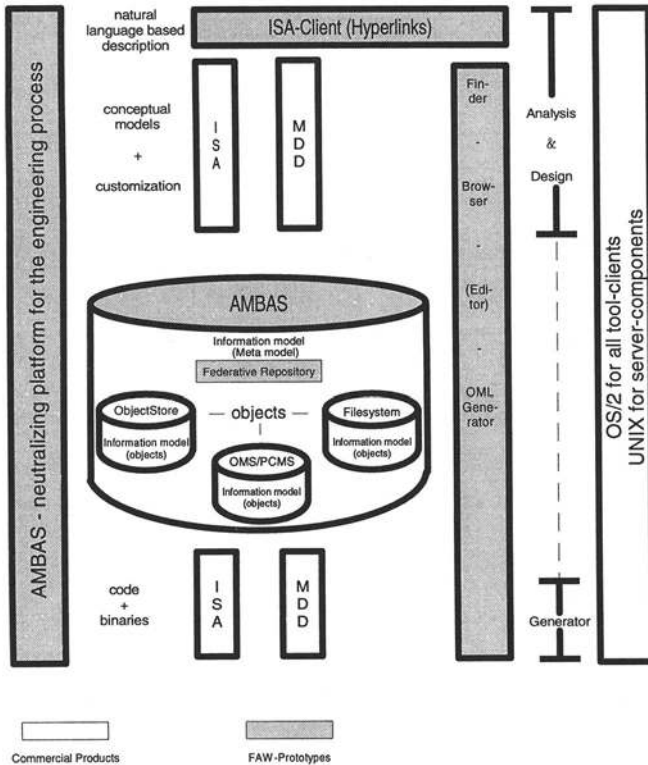 natural
language based
description
ISA-Client (Hyperlinks)
AMBAS - neutralizing platform for the engineering process
conceptual
models
+
customization
I
S
A
M
D
D
Fin-
der
-
Brow-
ser
-
(Edi-
tor)
-
OML
Gene-
rator
Analysis
&
Design
OS/2 for all tool-clients
UNIX for server-components
AMBAS
Information model
(Meta model)
Federative Repository
ObjectStore
Information model
(objects)
— objects —
Filesystem
Information model
(objects)
OMS/PCMS
Information model
(objects)
code
+
binaries
I
S
A
M
D
D
Generator
Commercial Products
FAW-Prototypes